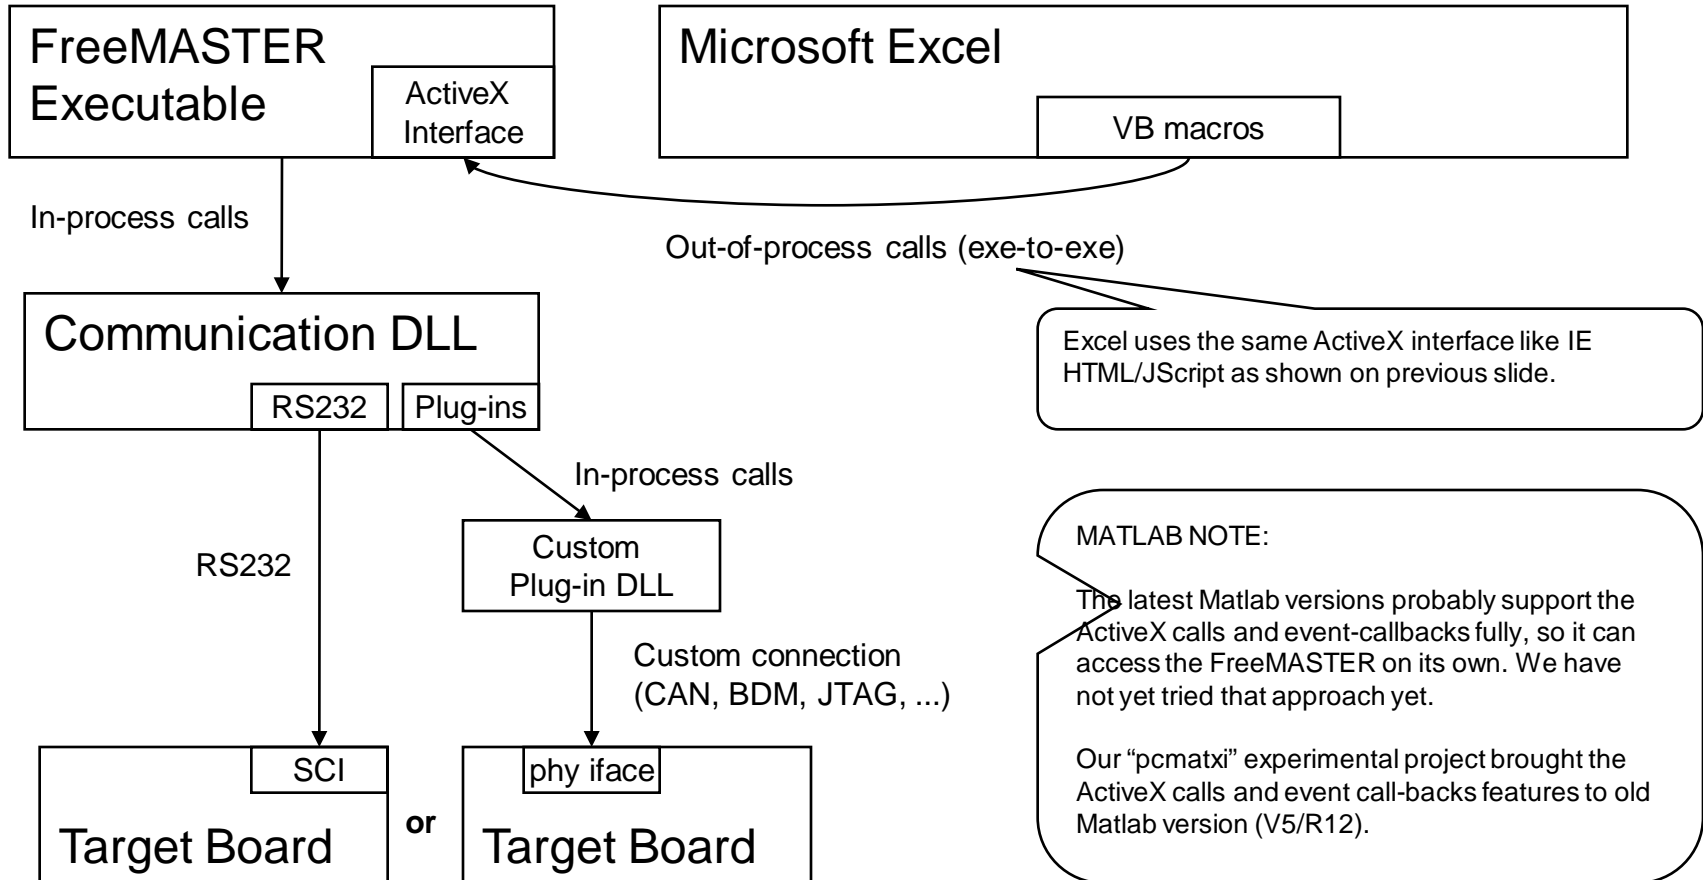 FreeMASTER
Executable
ActiveX
Interface
Microsoft Excel
VB macros
In-process calls
Out-of-process calls (exe-to-exe)
Communication DLL
RS232
Plug-ins
Excel uses the same ActiveX interface like IE
HTML/JScript as shown on previous slide.
In-process calls
RS232
Custom
Plug-in DLL
Custom connection
(CAN, BDM, JTAG, ...)
MATLAB NOTE:
The latest Matlab versions probably support the
ActiveX calls and event-callbacks fully, so it can
access the FreeMASTER on its own. We have
not yet tried that approach yet.
Our “pcmatxi” experimental project brought the
ActiveX calls and event call-backs features to old
Matlab version (V5/R12).
SCI
Target Board
or
phy iface
Target Board